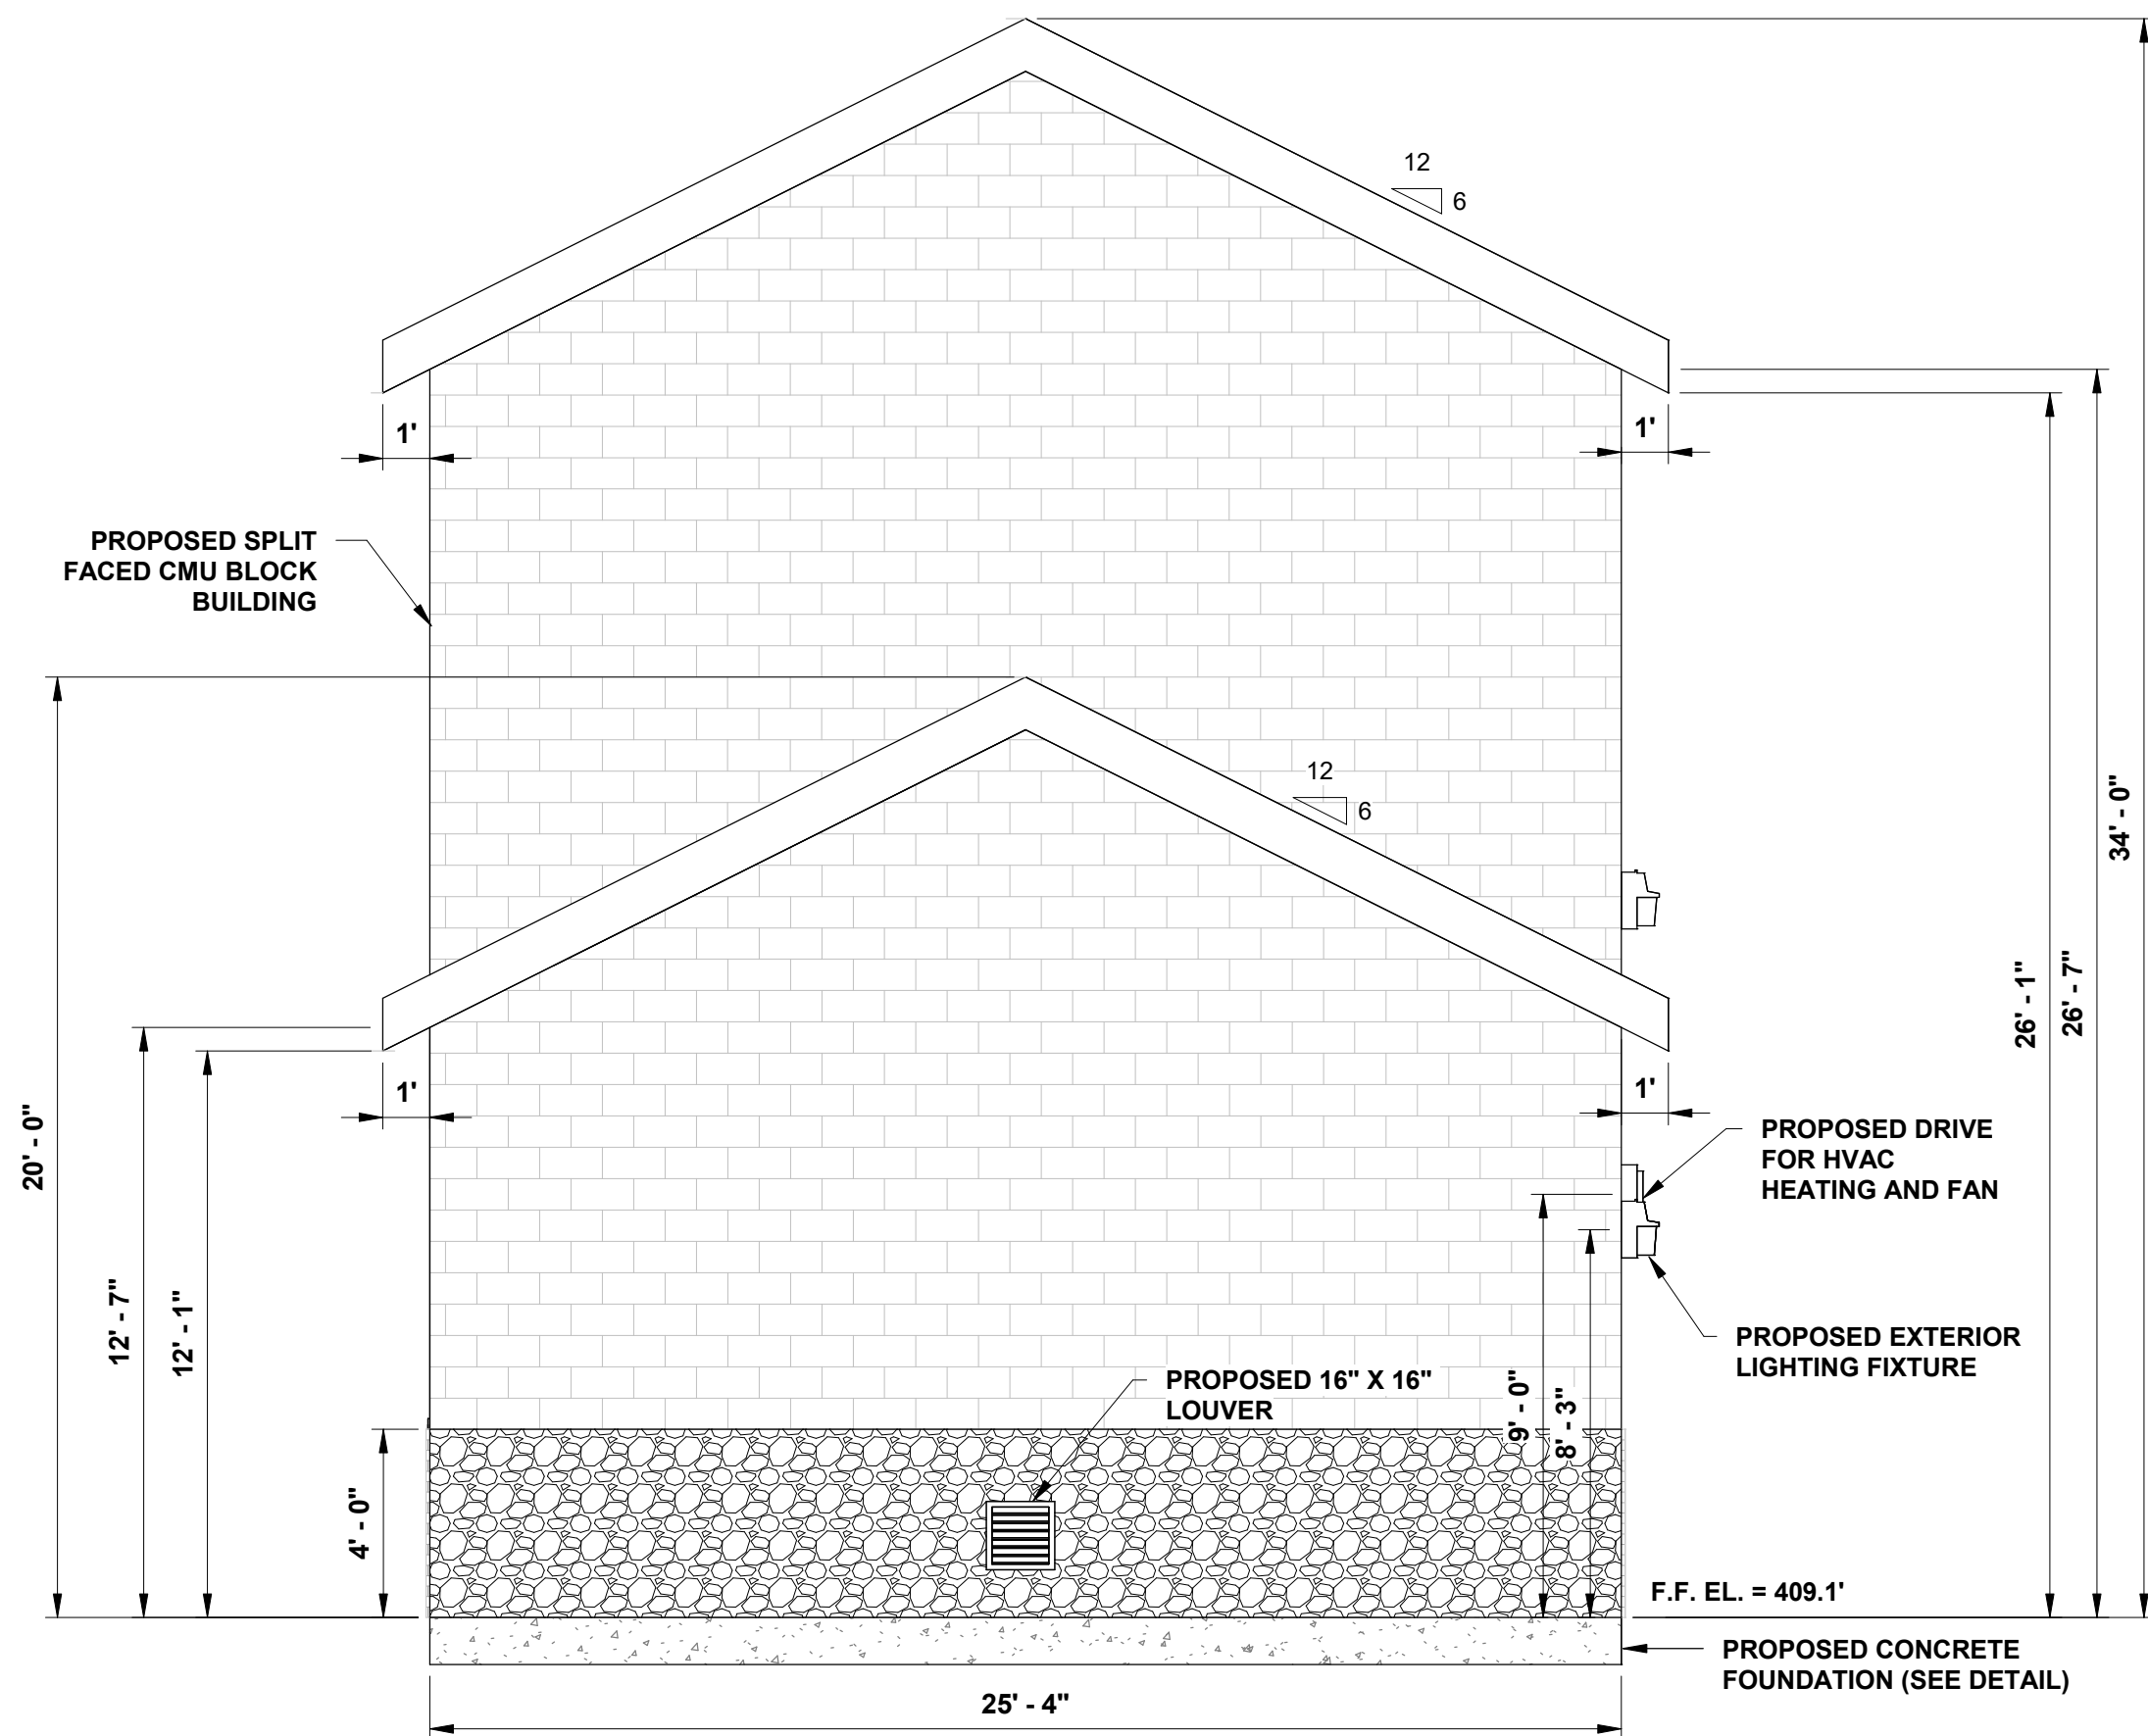 12
6
1'
1'
PROPOSED SPLIT
FACED CMU BLOCK
BUILDING
12
6
34' - 0"
26' - 7"
26' - 1"
20' - 0"
12' - 7"
12' - 1"
1'
1'
PROPOSED DRIVE
FOR HVAC
HEATING AND FAN
PROPOSED EXTERIOR
LIGHTING FIXTURE
PROPOSED 16" X 16"
LOUVER
9' - 0"
8' - 3"
4' - 0"
F.F. EL. = 409.1'
PROPOSED CONCRETE
FOUNDATION (SEE DETAIL)
25' - 4"